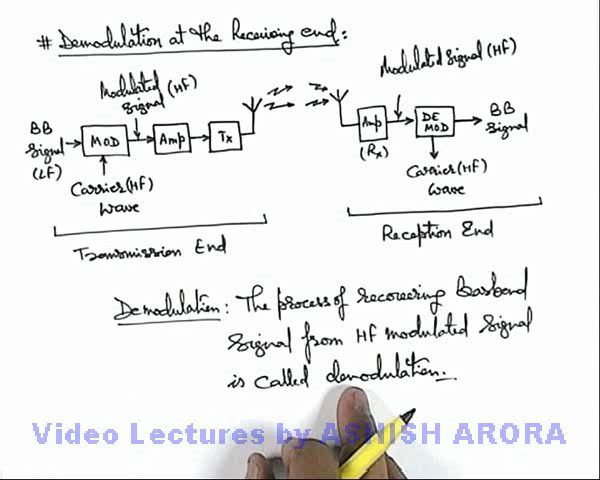 # Demodulation at the Receiving end:
Modulated Signal (HF)
Modulated (HF)
Signal
BB
Signal
(LF)
MOD
Amp
Tx
Amp
(Rx)
DE
MOD
BB
Signal
Carrier (HF)
Wave
Carrier (HF)
Wave
Transmission End
Reception End
Demodulation: The process of recovering Baseband
Signal from HF modulated Signal
is called demodulation.
Video Lectures by ASHISH ARORA